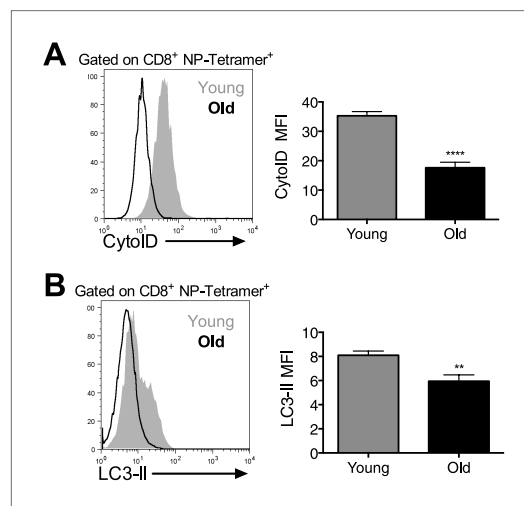 A
Gated on CD8⁺ NP-Tetramer⁺
Young
Old
100
80
60
40
20
0
10⁰ 10¹ 10² 10³ 10⁴
CytoID
CytoID MFI
40
30
20
10
0
****
Young Old
B
Gated on CD8⁺ NP-Tetramer⁺
Young
Old
00
80
60
40
20
0
10⁰ 10¹ 10² 10³ 10⁴
LC3-II
LC3-II MFI
10
8
6
4
2
0
**
Young Old